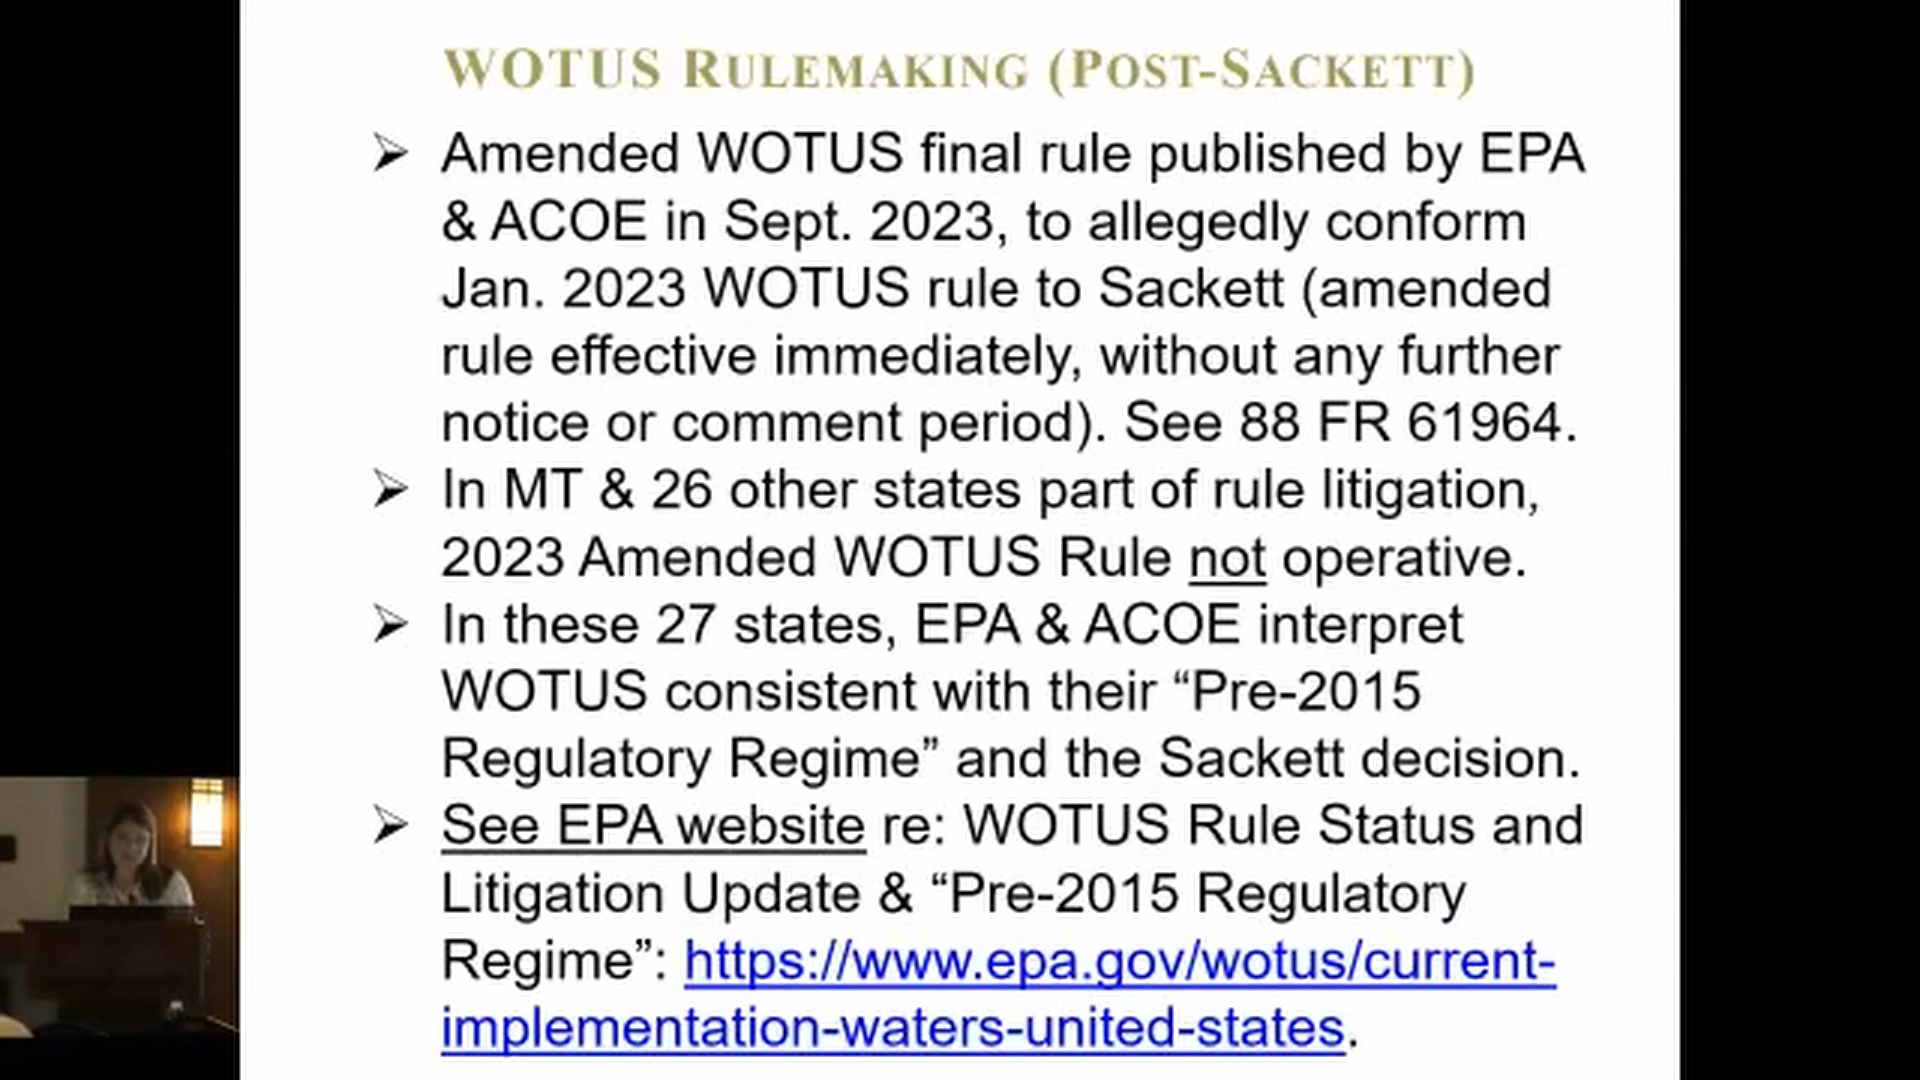 WOTUS RULEMAKING (POST-SACKETT)
➢ Amended WOTUS final rule published by EPA
& ACOE in Sept. 2023, to allegedly conform
Jan. 2023 WOTUS rule to Sackett (amended
rule effective immediately, without any further
notice or comment period). See 88 FR 61964.
➢ In MT & 26 other states part of rule litigation,
2023 Amended WOTUS Rule not operative.
➢ In these 27 states, EPA & ACOE interpret
WOTUS consistent with their “Pre-2015
Regulatory Regime” and the Sackett decision.
➢ See EPA website re: WOTUS Rule Status and
Litigation Update & “Pre-2015 Regulatory
Regime”: https://www.epa.gov/wotus/current-
implementation-waters-united-states.